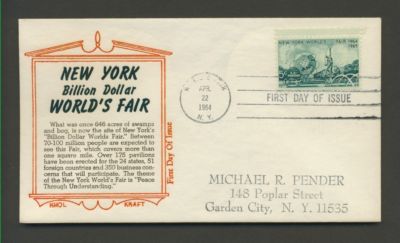 NEW YORK
Billion Dollar
WORLD'S FAIR
What was once 646 acres of swamps
and bog, is now the site of New York's
"Billion Dollar Worlds Fair." Between
70-100 million people are expected to
see this Fair, which covers more than
one square mile. Over 175 pavilions
have been erected for the 24 states, 51
foreign countries and 350 business con-
cerns that will participate. The theme
of the New York World's Fair is "Peace
Through Understanding."
KHOL KRAFT
First Day Of Issue
NEW YORK WORLD'S FAIR 1964
1965
APR
22
1964
N. Y.
FIRST DAY OF ISSUE
MICHAEL R. PENDER
148 Poplar Street
Garden City, N. Y. 11535